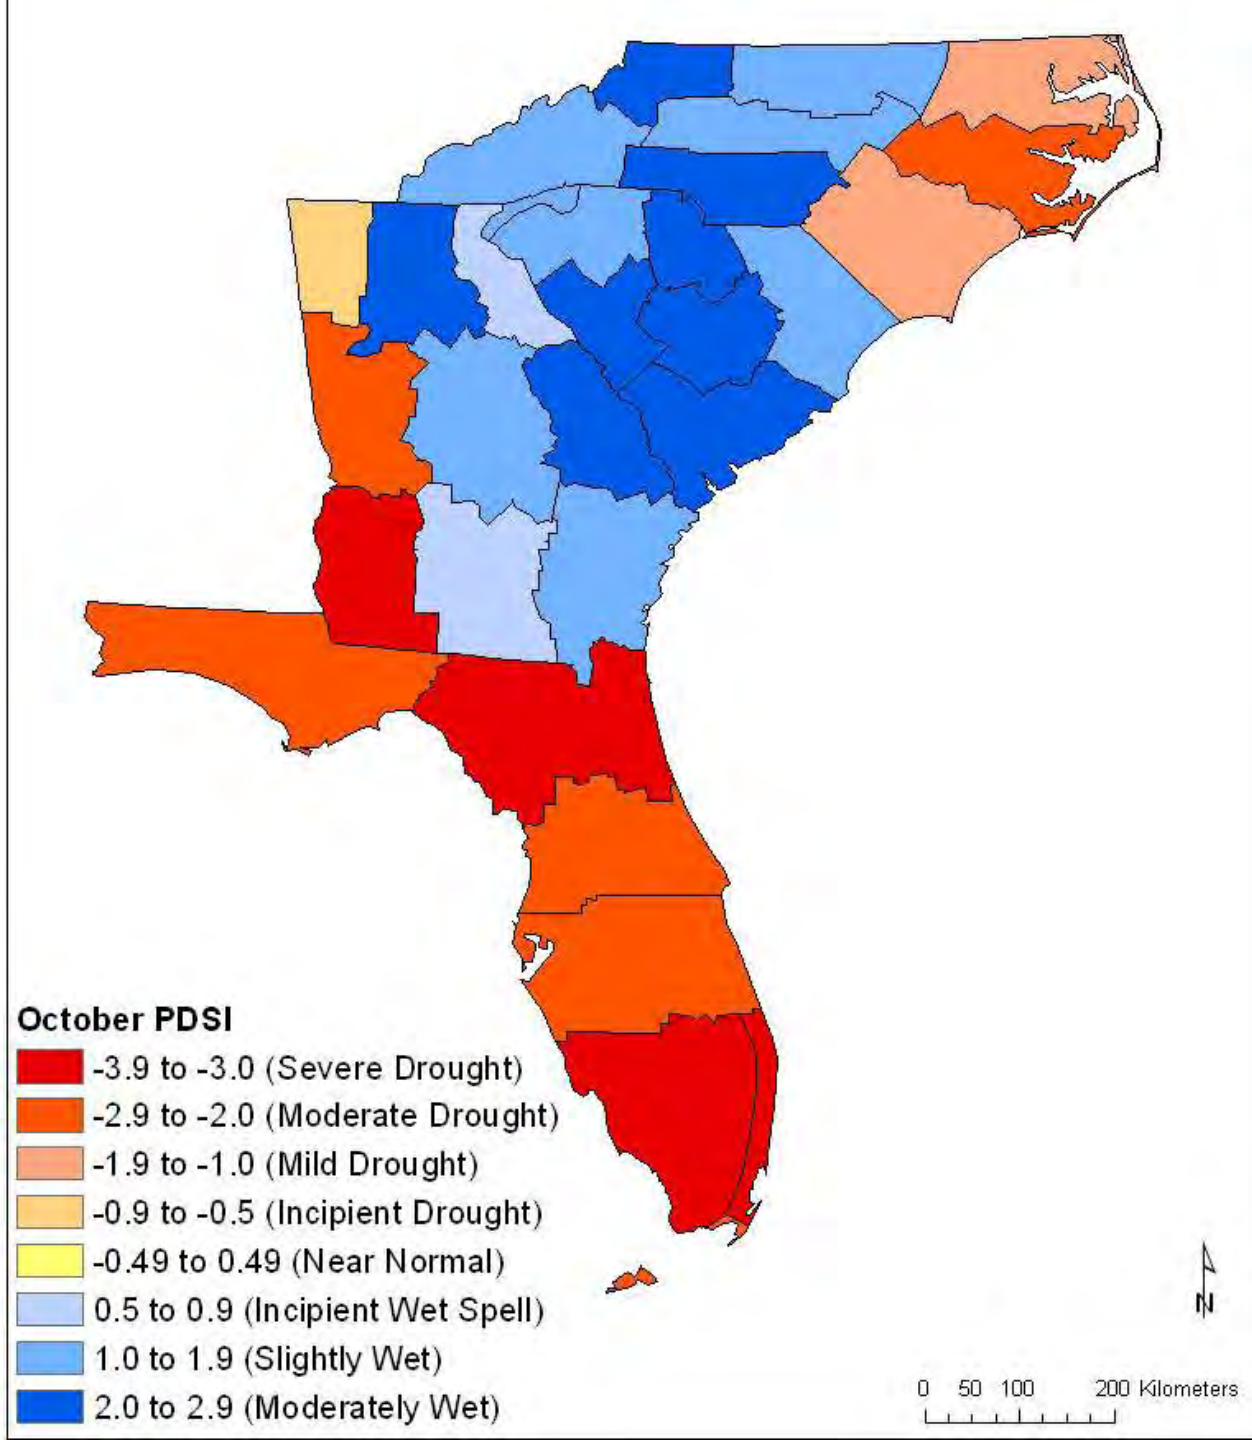 October PDSI
-3.9 to -3.0 (Severe Drought)
-2.9 to -2.0 (Moderate Drought)
-1.9 to -1.0 (Mild Drought)
-0.9 to -0.5 (Incipient Drought)
-0.49 to 0.49 (Near Normal)
0.5 to 0.9 (Incipient Wet Spell)
1.0 to 1.9 (Slightly Wet)
2.0 to 2.9 (Moderately Wet)
N
0 50 100 200 Kilometers